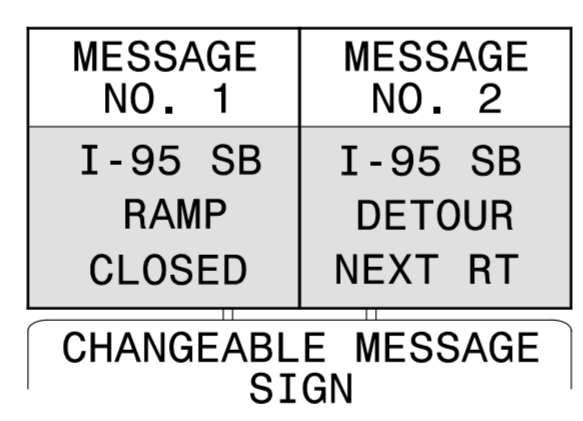 MESSAGE
NO. 1
MESSAGE
NO. 2
I-95 SB
RAMP
CLOSED
I-95 SB
DETOUR
NEXT RT
CHANGEABLE MESSAGE
SIGN